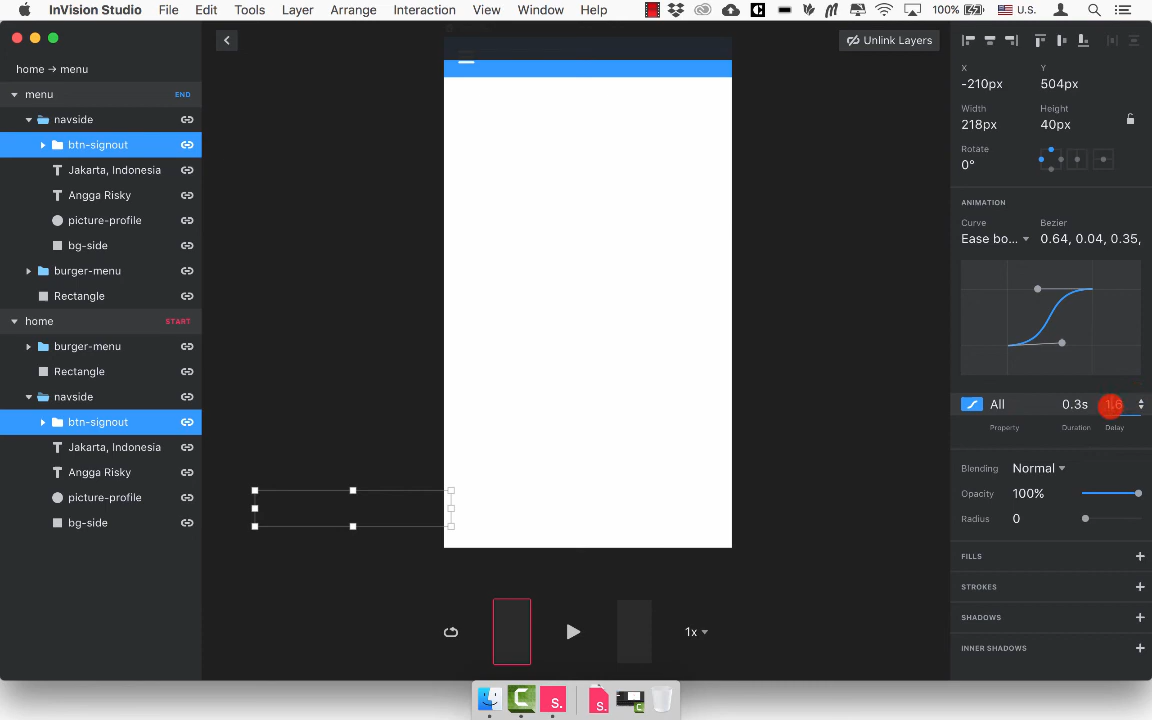 InVision Studio File Edit Tools Layer Arrange Interaction View Window Help 100% U.S.
home → menu
Unlink Layers
menu END
navside
btn-signout
Jakarta, Indonesia
Angga Risky
picture-profile
bg-side
burger-menu
Rectangle
home START
burger-menu
Rectangle
navside
btn-signout
Jakarta, Indonesia
Angga Risky
picture-profile
bg-side
1x
X Y
-210px 504px
Width Height
218px 40px
Rotate
0°
ANIMATION
Curve Bezier
Ease bo... 0.64, 0.04, 0.35,
All 0.3s 1.6
Property Duration Delay
Blending Normal
Opacity 100%
Radius 0
FILLS
STROKES
SHADOWS
INNER SHADOWS
s.
s.